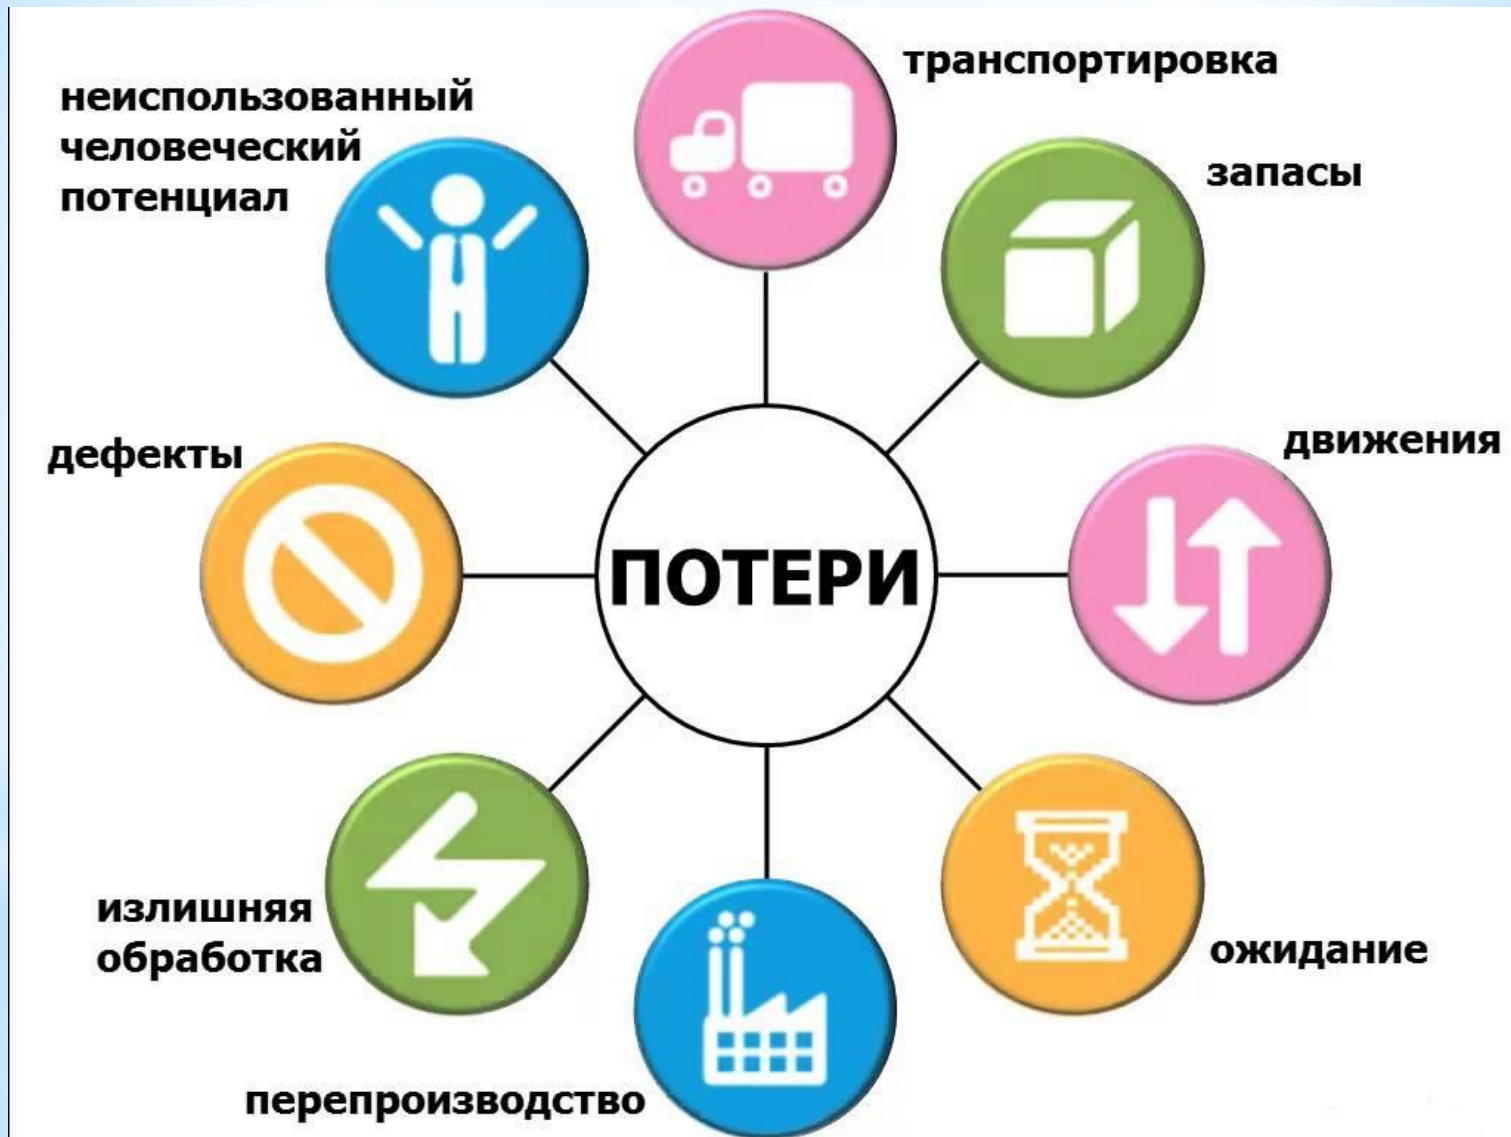 транспортировка
неиспользованный
человеческий
потенциал
запасы
дефекты
движения
ПОТЕРИ
излишняя
обработка
ожидание
перепроизводство